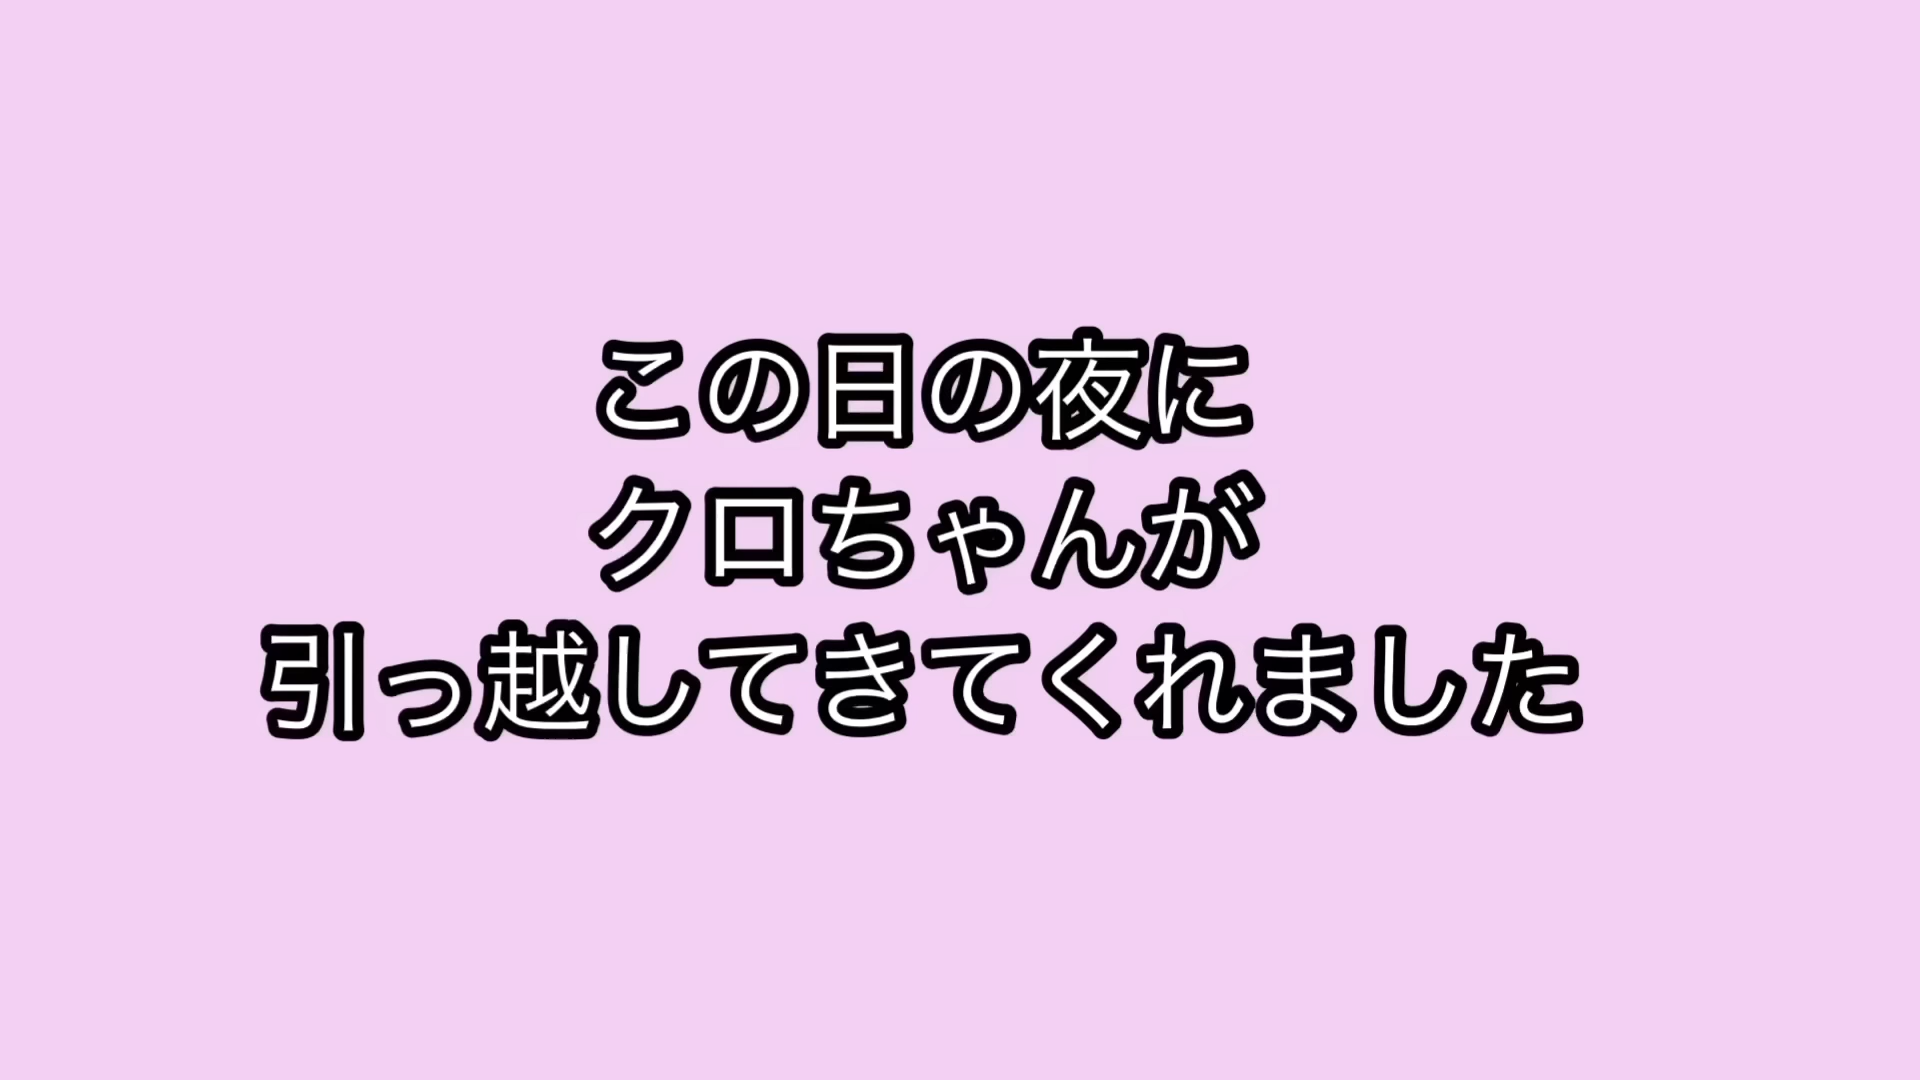 この日の夜に
クロちゃんが
引っ越してきてくれました